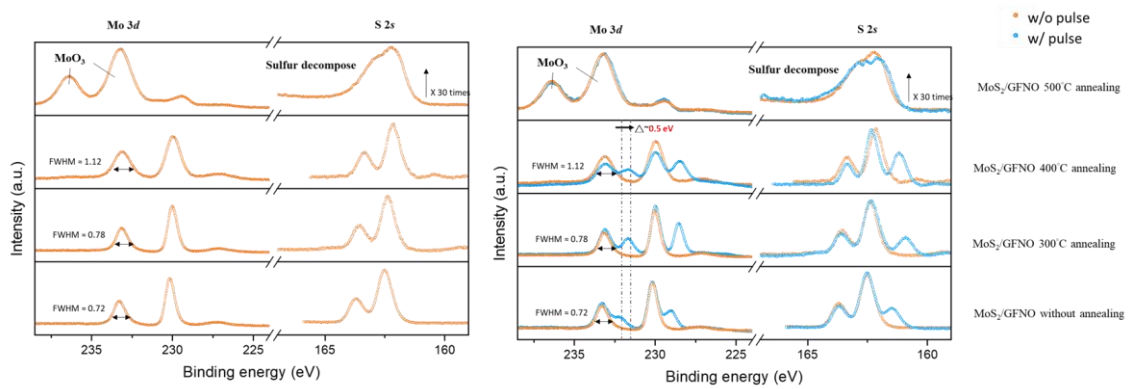 Mo 3d
S 2s
MoO3
Sulfur decompose
X 30 times
FWHM = 1.12
FWHM = 0.78
FWHM = 0.72
Intensity (a.u.)
235
230
225
165
160
Binding energy (eV)
Mo 3d
S 2s
MoO3
Sulfur decompose
X 30 times
△~0.5 eV
FWHM = 1.12
FWHM = 0.78
FWHM = 0.72
Intensity (a.u.)
235
230
225
165
160
Binding energy (eV)
w/o pulse
w/ pulse
MoS2/GFNO 500°C annealing
MoS2/GFNO 400°C annealing
MoS2/GFNO 300°C annealing
MoS2/GFNO without annealing